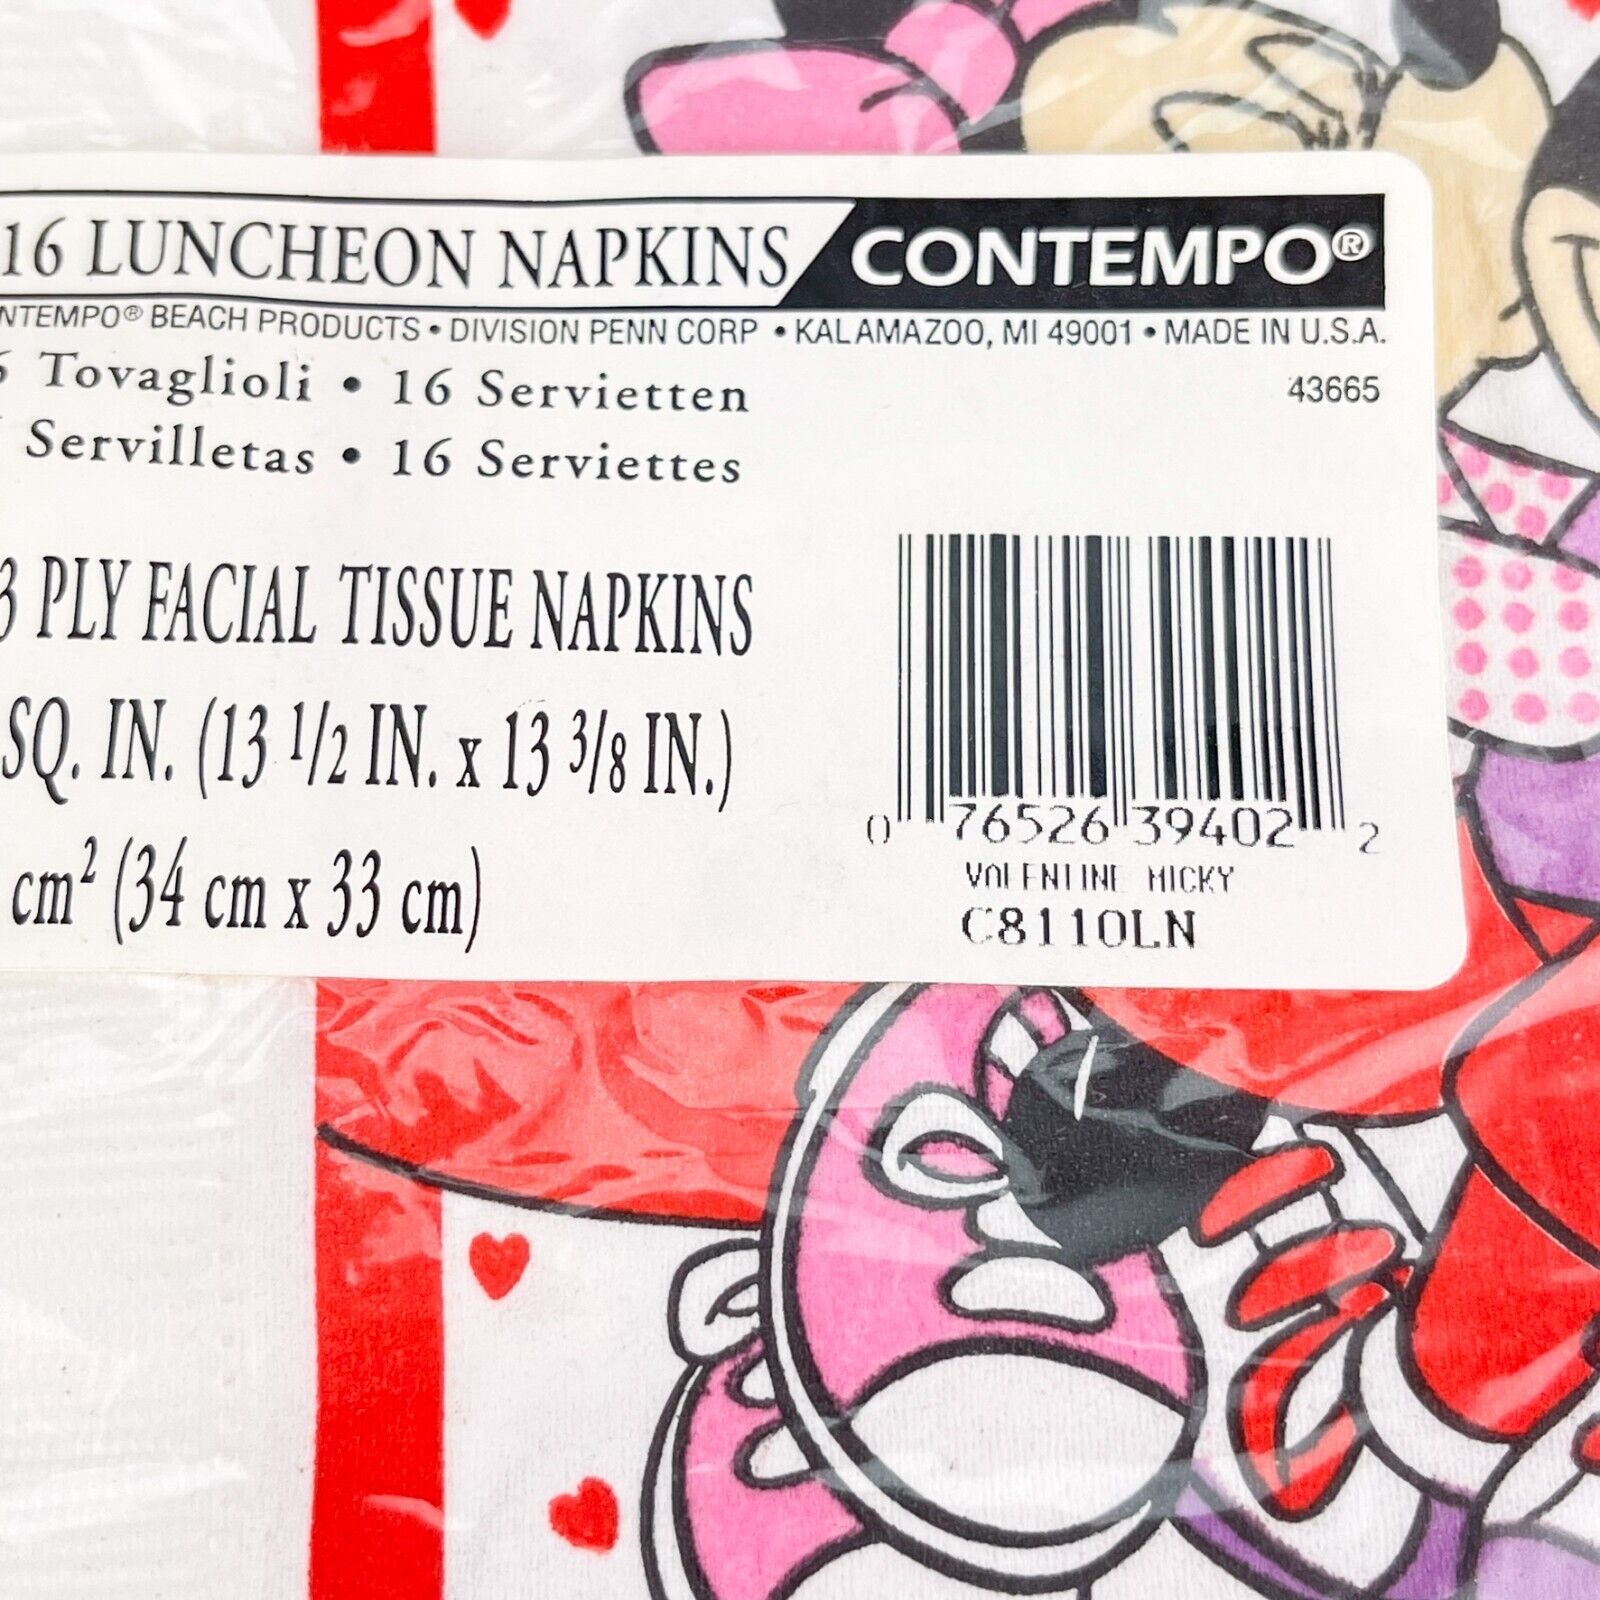 16 LUNCHEON NAPKINS CONTEMPO®
NTEMPO® BEACH PRODUCTS • DIVISION PENN CORP • KALAMAZOO, MI 49001 • MADE IN U.S.A.
Tovaglioli • 16 Servietten
43665
Servilletas • 16 Serviettes
3 PLY FACIAL TISSUE NAPKINS
SQ. IN. (13 1/2 IN. x 13 3/8 IN.)
cm² (34 cm x 33 cm)
0 76526 39402 2
VALENTINE MICKY
C8110LN